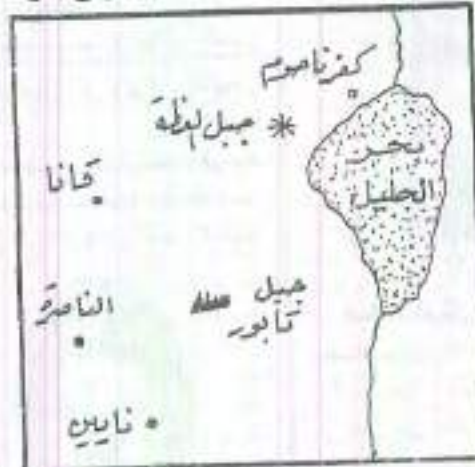 كفرناحوم
جبل العظة
بحر
الجليل
قانا
جبل
تابور
الناصرة
نايين